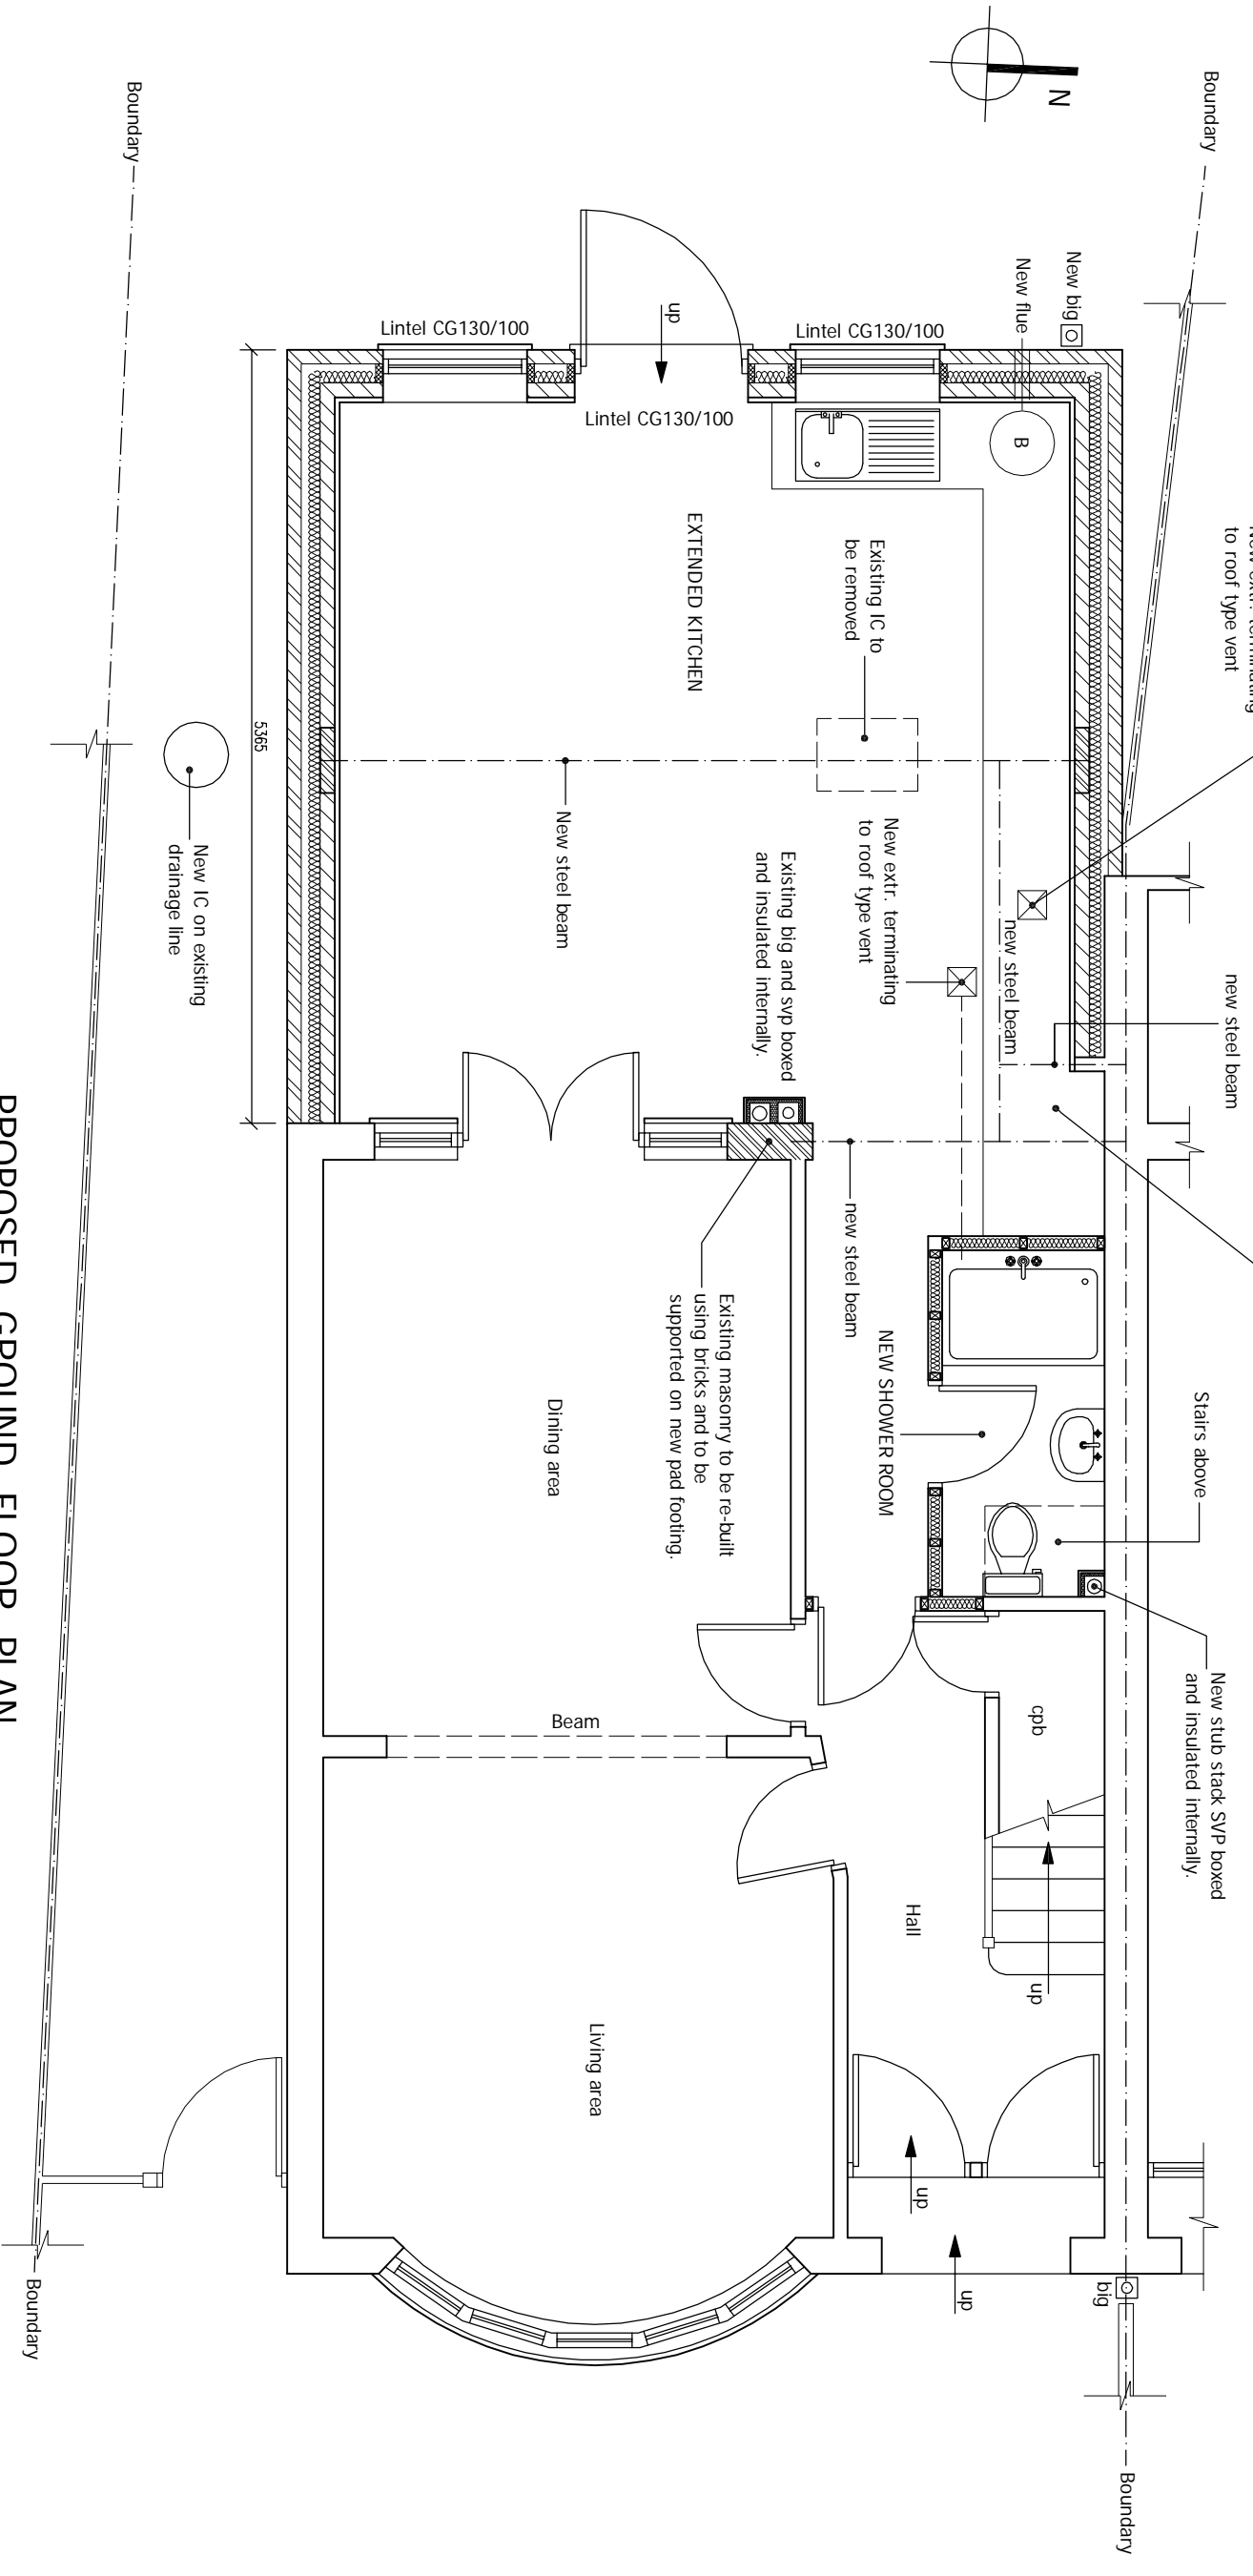 N
Boundary
Boundary
New big
New flue
up
Lintel CG130/100
Lintel CG130/100
Lintel CG130/100
B
to roof type vent
EXTENDED KITCHEN
Existing IC to
be removed
5365
New IC on existing
drainage line
New steel beam
New extr. terminating
to roof type vent
Existing big and svp boxed
and insulated internally.
new steel beam
new steel beam
new steel beam
Existing masonry to be re-built
using bricks and to be
supported on new pad footing.
NEW SHOWER ROOM
Stairs above
New stub stack SVP boxed
and insulated internally.
Dining area
Beam
cpb
Hall
up
Living area
up
up
big
Boundary
Boundary
PROPOSED GROUND FLOOR PLAN